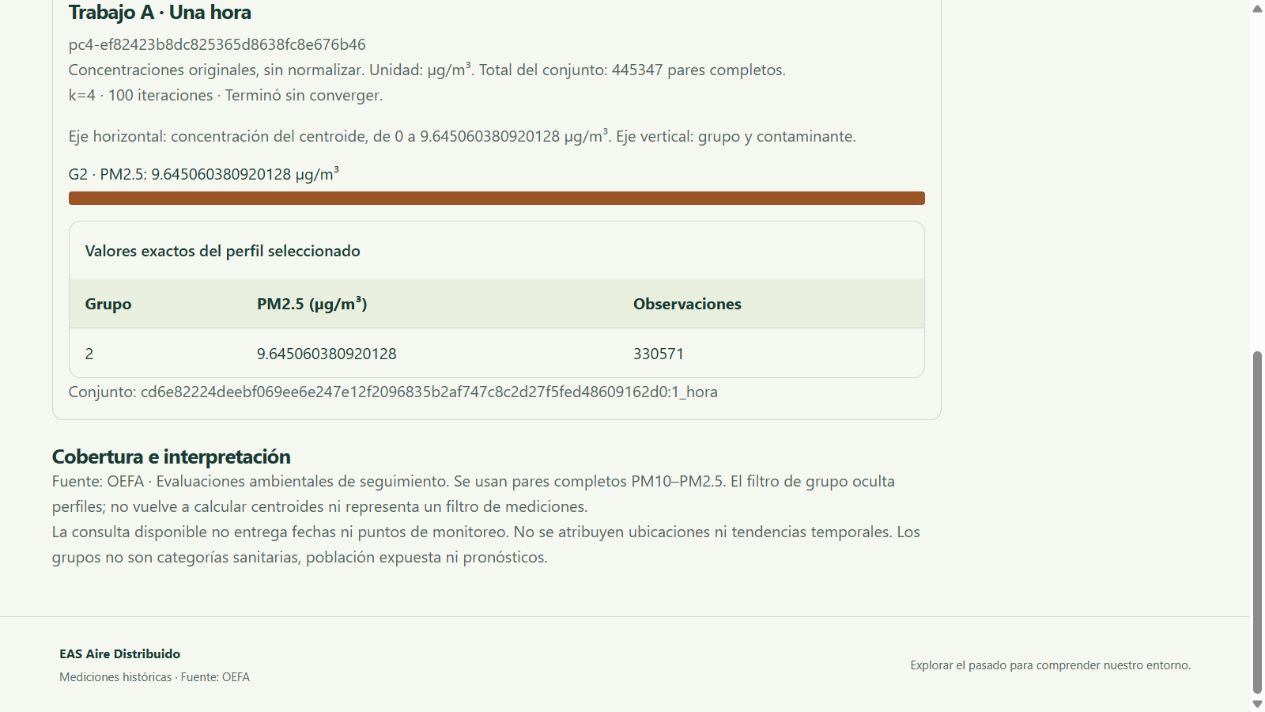 Trabajo A · Una hora
pc4-ef82423b8dc825365d8638fc8e676b46
Concentraciones originales, sin normalizar. Unidad: µg/m³. Total del conjunto: 445347 pares completos.
k=4 · 100 iteraciones · Terminó sin converger.
Eje horizontal: concentración del centroide, de 0 a 9.645060380920128 µg/m³. Eje vertical: grupo y contaminante.
G2 · PM2.5: 9.645060380920128 µg/m³
Valores exactos del perfil seleccionado
Grupo PM2.5 (µg/m³) Observaciones
2 9.645060380920128 330571
Conjunto: cd6e82224deebf069ee6e247e12f2096835b2af747c8c2d27f5fed48609162d0:1_hora
Cobertura e interpretación
Fuente: OEFA · Evaluaciones ambientales de seguimiento. Se usan pares completos PM10–PM2.5. El filtro de grupo oculta
perfiles; no vuelve a calcular centroides ni representa un filtro de mediciones.
La consulta disponible no entrega fechas ni puntos de monitoreo. No se atribuyen ubicaciones ni tendencias temporales. Los
grupos no son categorías sanitarias, población expuesta ni pronósticos.
EAS Aire Distribuido
Mediciones históricas · Fuente: OEFA
Explorar el pasado para comprender nuestro entorno.